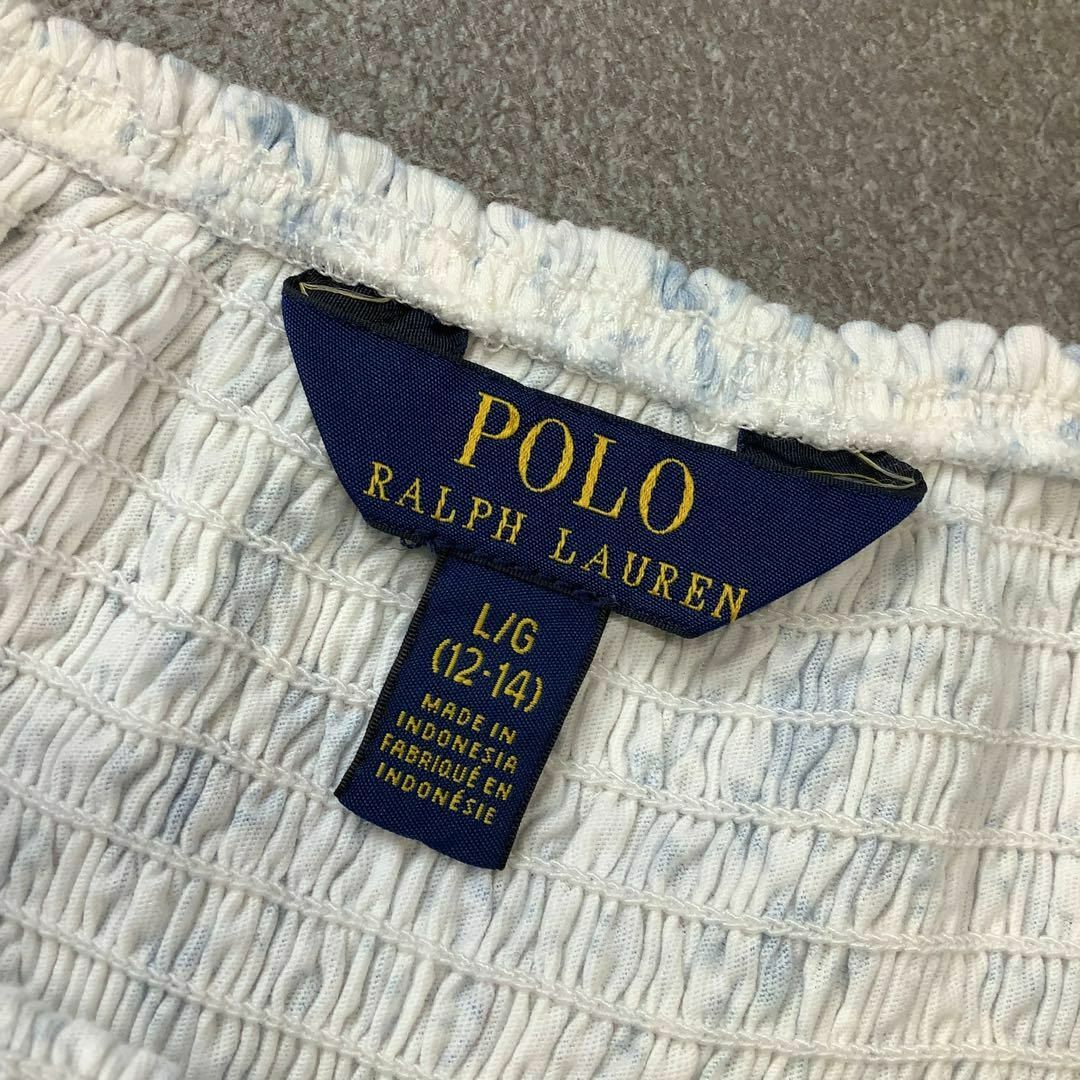 POLO
RALPH LAUREN
L/G
(12-14)
MADE IN
INDONESIA
FABRIQUÉ EN
INDONÉSIE